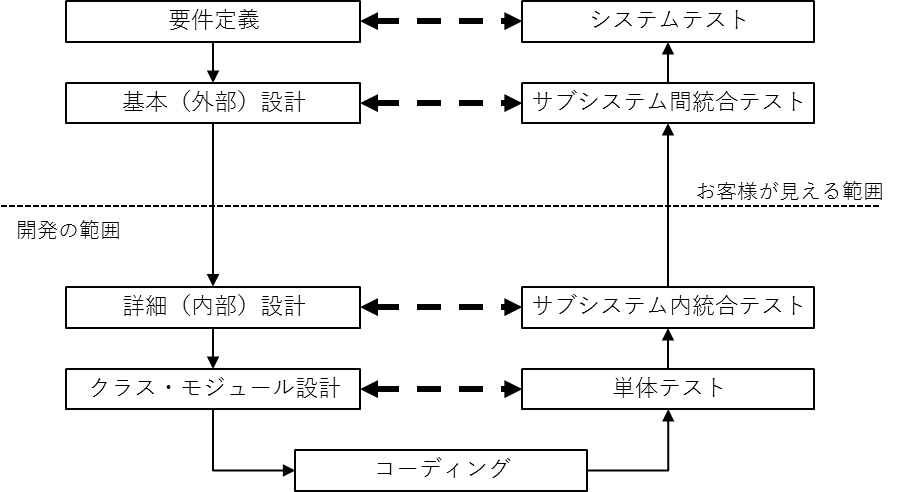 要件定義
システムテスト
基本（外部）設計
サブシステム間統合テスト
お客様が見える範囲
開発の範囲
詳細（内部）設計
サブシステム内統合テスト
クラス・モジュール設計
単体テスト
コーディング